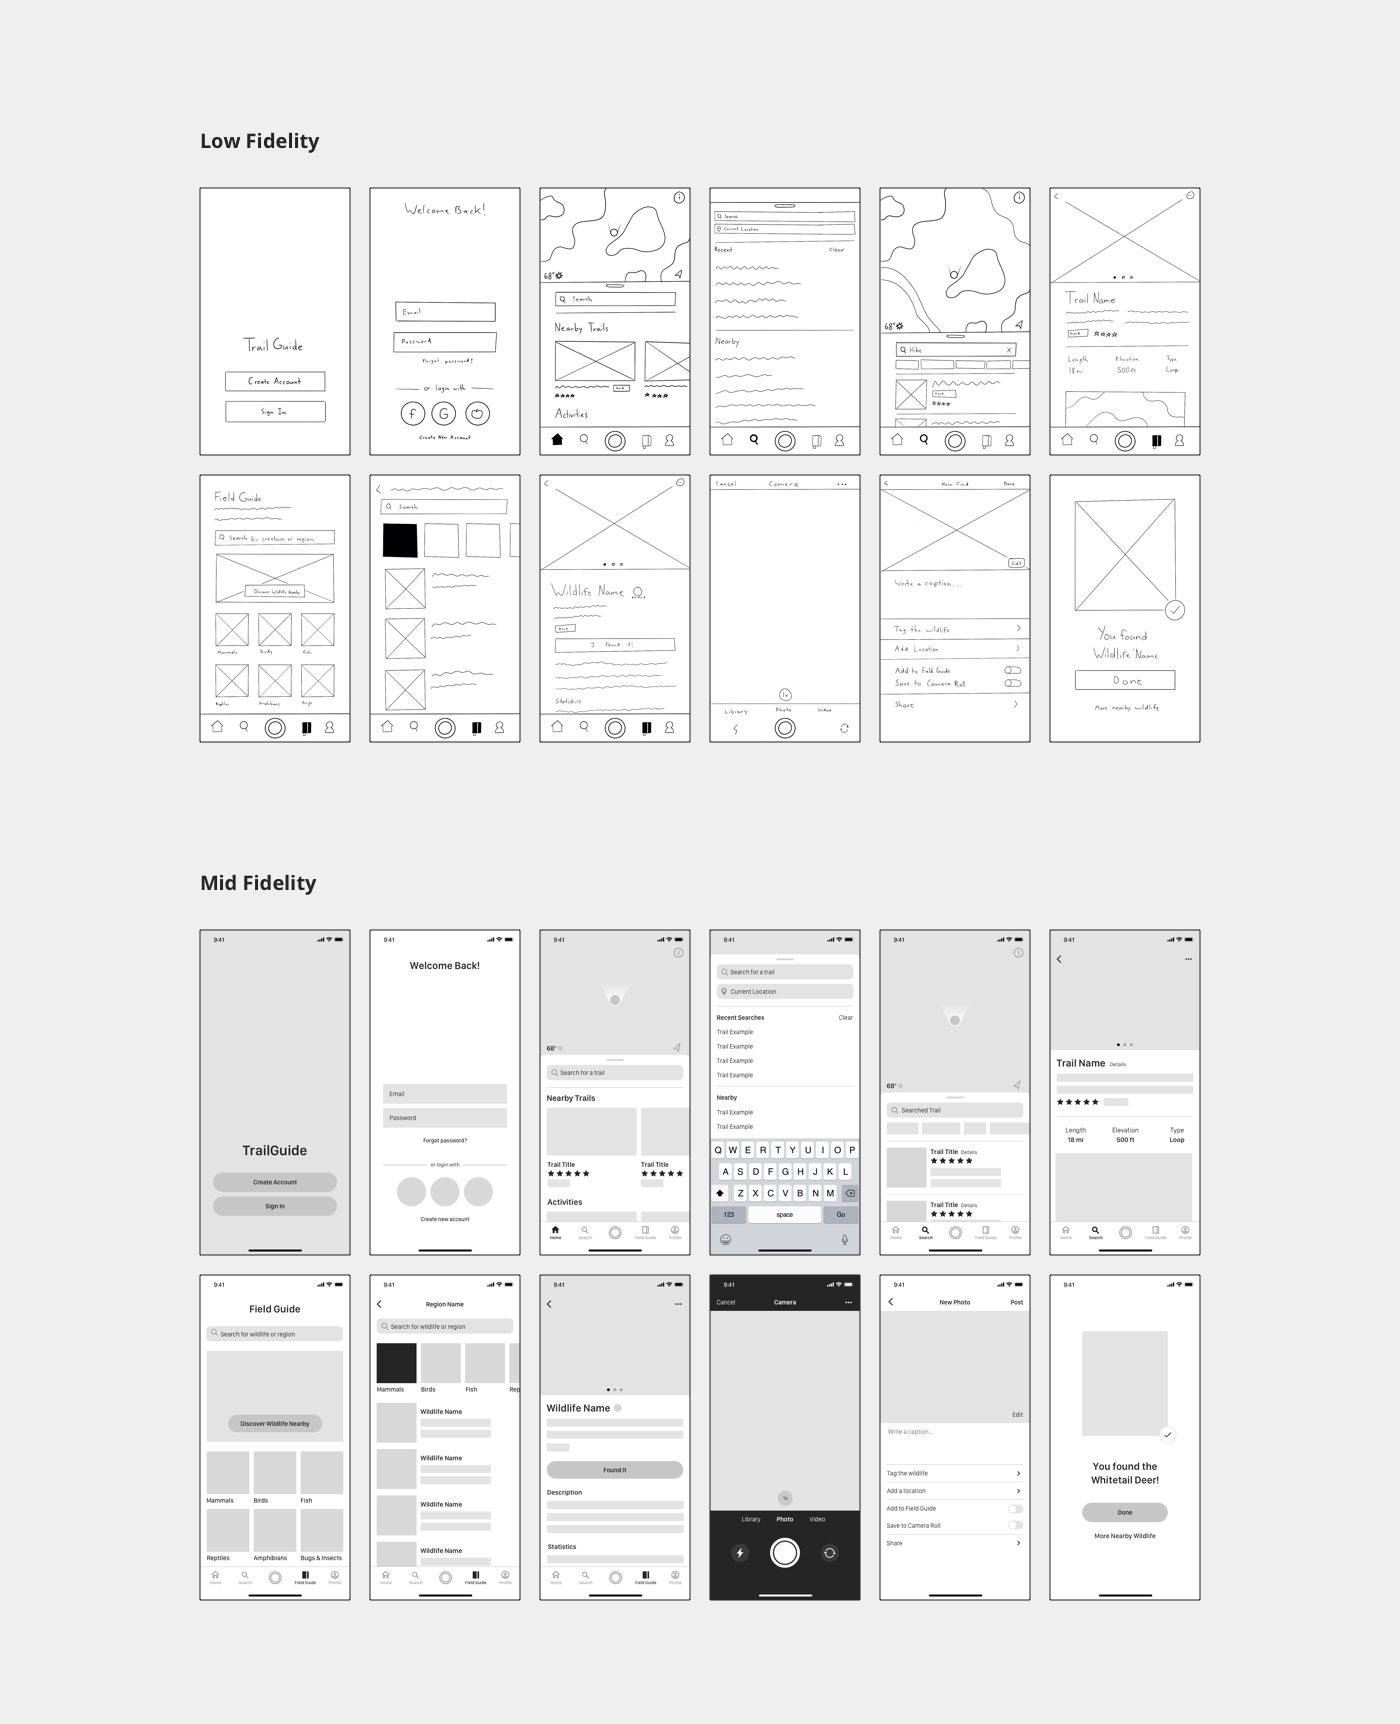 Low Fidelity
Trail Guide
Create Account
Sign In
Welcome Back!
Email
Password
Forgot password?
or login with
f G
Create New Account
68°
Search
Nearby Trails
Hard
Activities
Search
Current Location
Recent Clear
Nearby
68°
Hike X
Hard
Trail Name
Hard
Length Elevation Type
18 mi 500 ft Loop
Field Guide
Search by creature or region
Discover Wildlife Nearby
Mammals Birds Fish
Reptiles Amphibians Bugs
Search
Wildlife Name
I found it!
Statistics
Cancel Camera ...
1x
Library Photo Video
New Find Done
Edit
Write a caption...
Tag the wildlife
Add Location
Add to Field Guide
Save to Camera Roll
Share
You found
Wildlife Name
Done
More nearby wildlife
Mid Fidelity
9:41
TrailGuide
Create Account
Sign In
9:41
Welcome Back!
Email
Password
Forgot password?
or login with
Create new account
9:41
68°
Search for a trail
Nearby Trails
Trail Title Trail Title
Activities
Home Search Field Guide Profile
9:41
Search for a trail
Current Location
Recent Searches Clear
Trail Example
Trail Example
Trail Example
Trail Example
Nearby
Trail Example
Trail Example
Q W E R T Y U I O P
A S D F G H J K L
Z X C V B N M
123 space Go
9:41
68°
Searched Trail
Trail Title Details
Trail Title Details
Home Search Field Guide Profile
9:41
Trail Name Details
Length Elevation Type
18 mi 500 ft Loop
Home Search Field Guide Profile
9:41
Field Guide
Search for wildlife or region
Discover Wildlife Nearby
Mammals Birds Fish
Reptiles Amphibians Bugs & Insects
Home Search Field Guide Profile
9:41
Region Name
Search for wildlife or region
Mammals Birds Fish Rep
Wildlife Name
Wildlife Name
Wildlife Name
Wildlife Name
Home Search Field Guide Profile
9:41
Wildlife Name
Found It
Description
Statistics
Home Search Field Guide Profile
9:41
Cancel Camera
1x
Library Photo Video
9:41
New Photo Post
Edit
Write a caption...
Tag the wildlife
Add a location
Add to Field Guide
Save to Camera Roll
Share
9:41
You found the
Whitetail Deer!
Done
More Nearby Wildlife